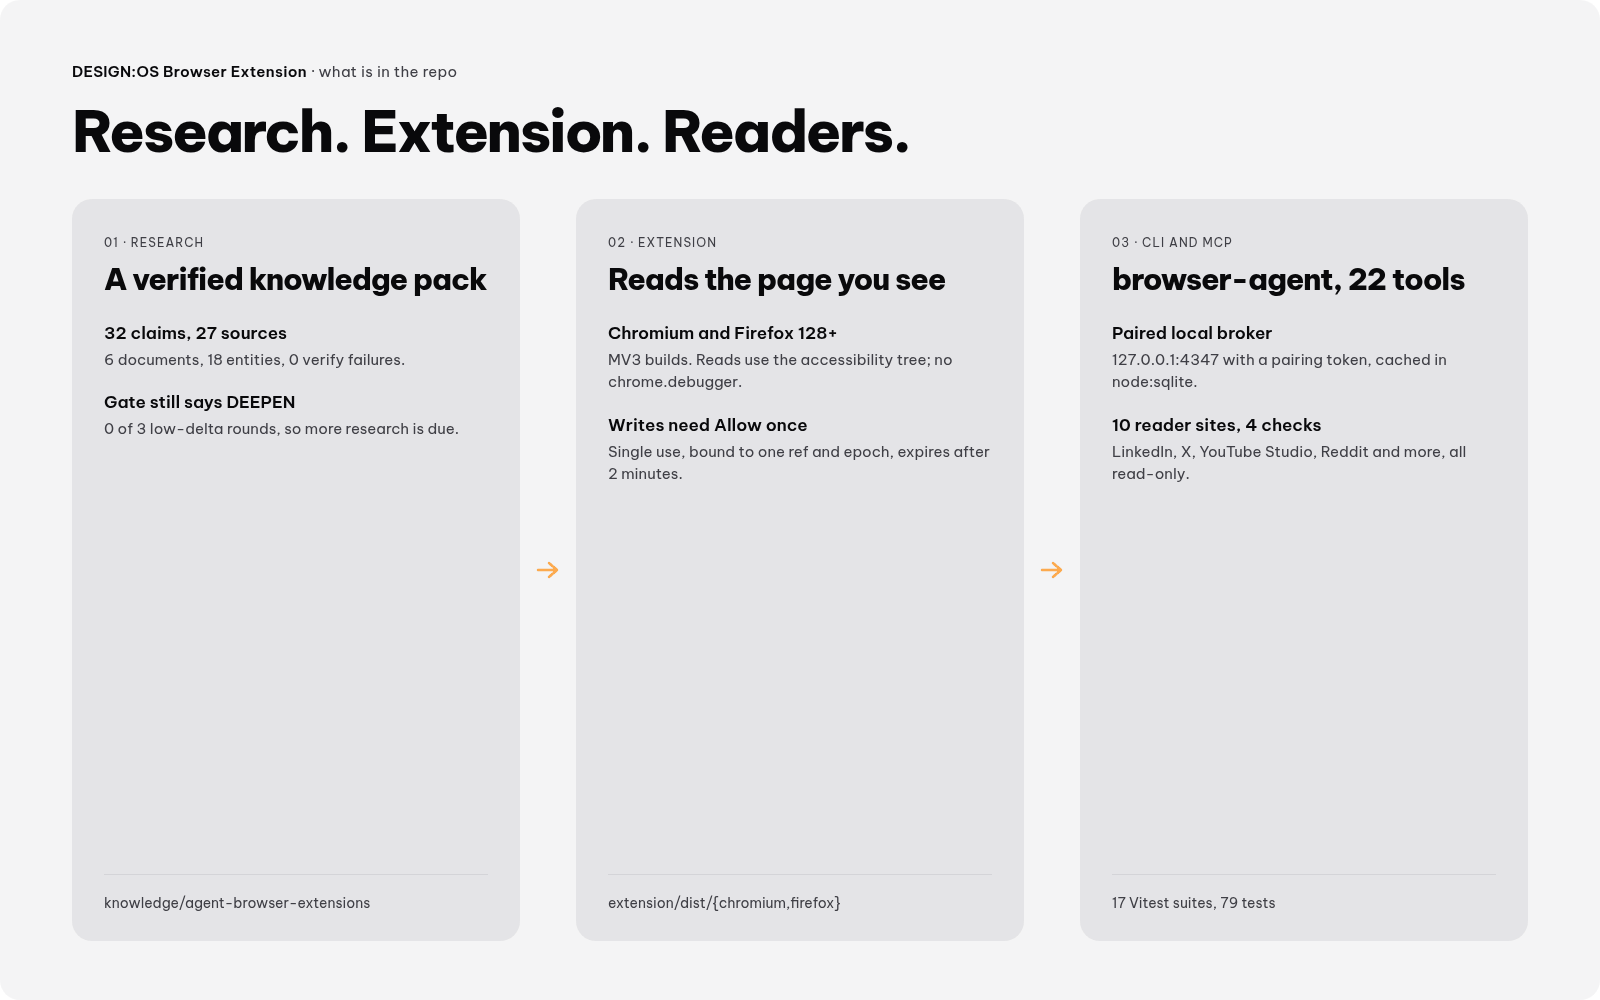 DESIGN:OS Browser Extension · what is in the repo
Research. Extension. Readers.
01 · RESEARCH
A verified knowledge pack
32 claims, 27 sources
6 documents, 18 entities, 0 verify failures.
Gate still says DEEPEN
0 of 3 low-delta rounds, so more research is due.
knowledge/agent-browser-extensions
02 · EXTENSION
Reads the page you see
Chromium and Firefox 128+
MV3 builds. Reads use the accessibility tree; no
chrome.debugger.
Writes need Allow once
Single use, bound to one ref and epoch, expires after
2 minutes.
extension/dist/{chromium,firefox}
03 · CLI AND MCP
browser-agent, 22 tools
Paired local broker
127.0.0.1:4347 with a pairing token, cached in
node:sqlite.
10 reader sites, 4 checks
LinkedIn, X, YouTube Studio, Reddit and more, all
read-only.
17 Vitest suites, 79 tests